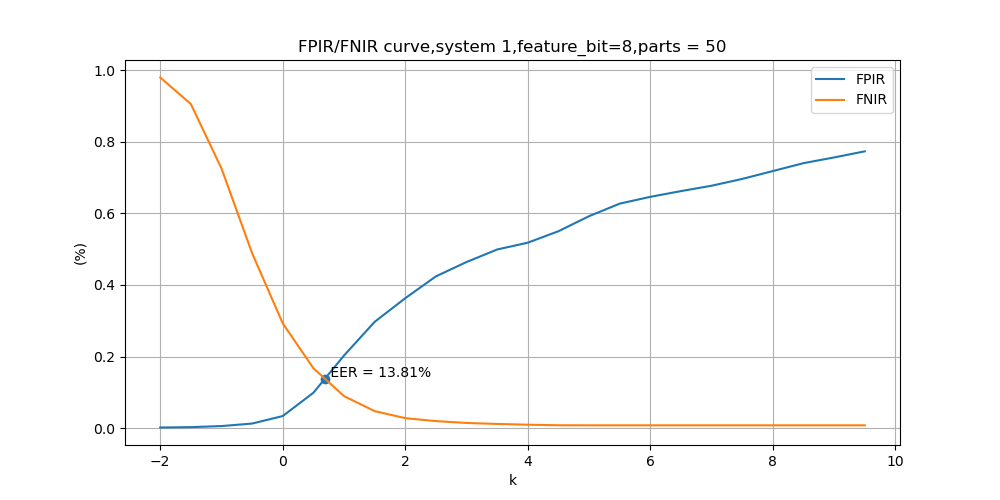 FPIR/FNIR curve,system 1,feature_bit=8,parts = 50
1.0
0.8
0.6
0.4
0.2
0.0
(%)
FPIR
FNIR
EER = 13.81%
−2
0
2
4
6
8
10
k